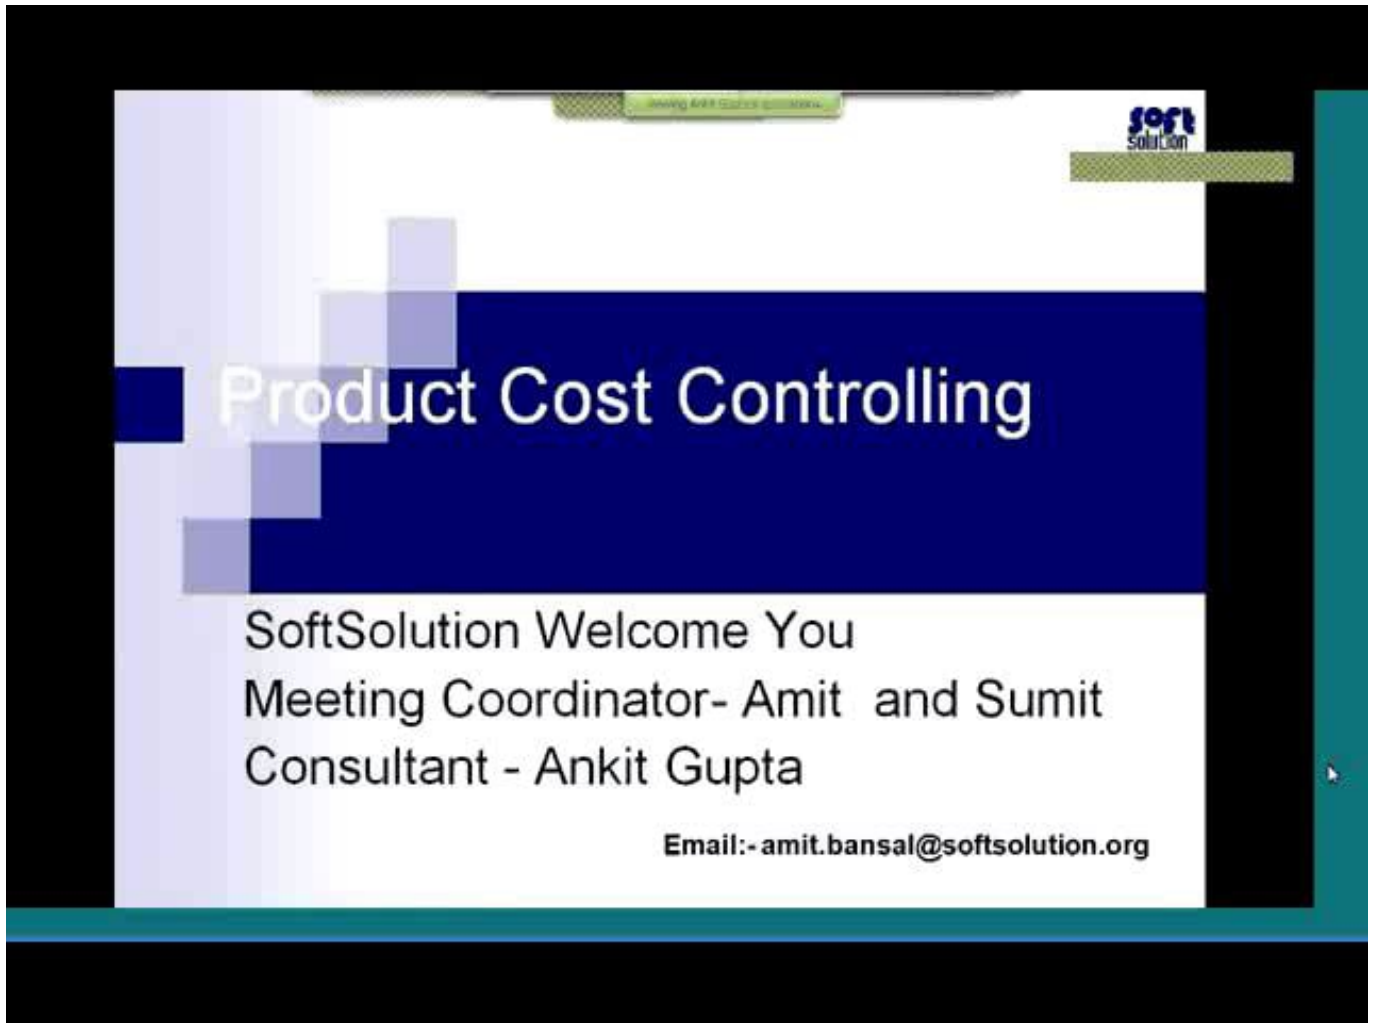 soft
solution
Product Cost Controlling
SoftSolution Welcome You
Meeting Coordinator- Amit and Sumit
Consultant - Ankit Gupta
Email:- amit.bansal@softsolution.org